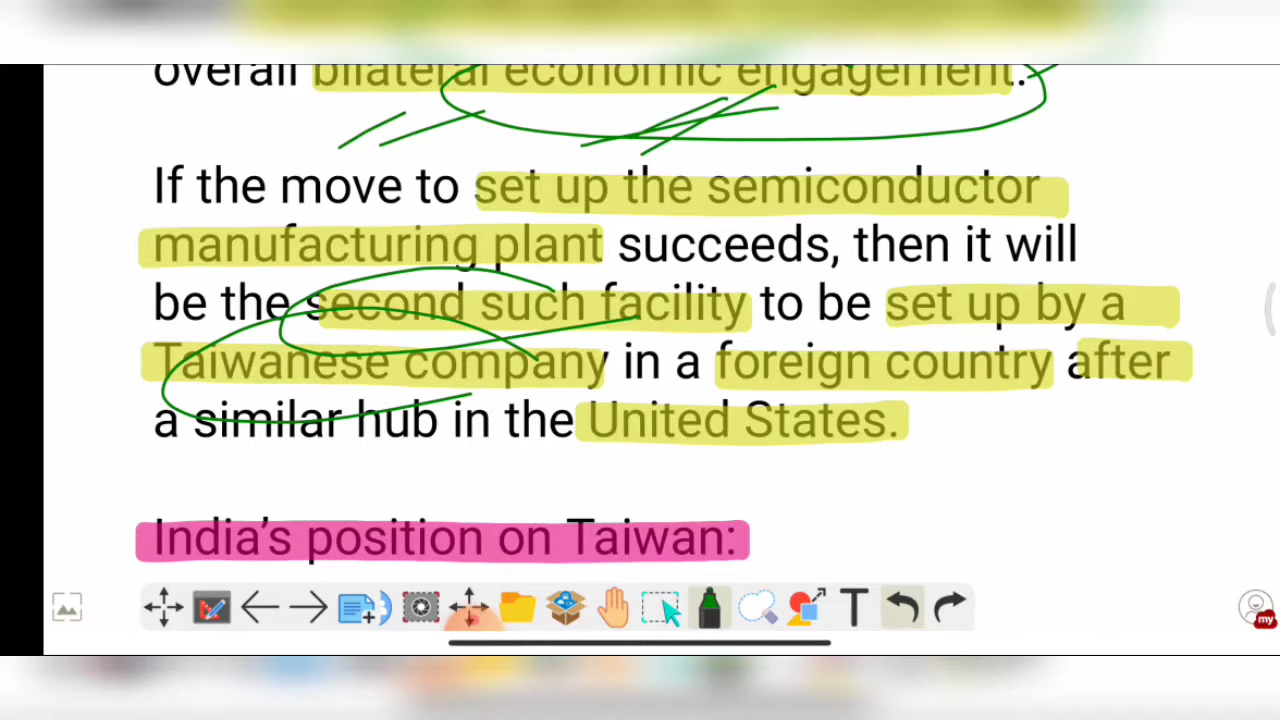 overall bilateral economic engagement.
If the move to set up the semiconductor
manufacturing plant succeeds, then it will
be the second such facility to be set up by a
Taiwanese company in a foreign country after
a similar hub in the United States.
India's position on Taiwan:
T
my